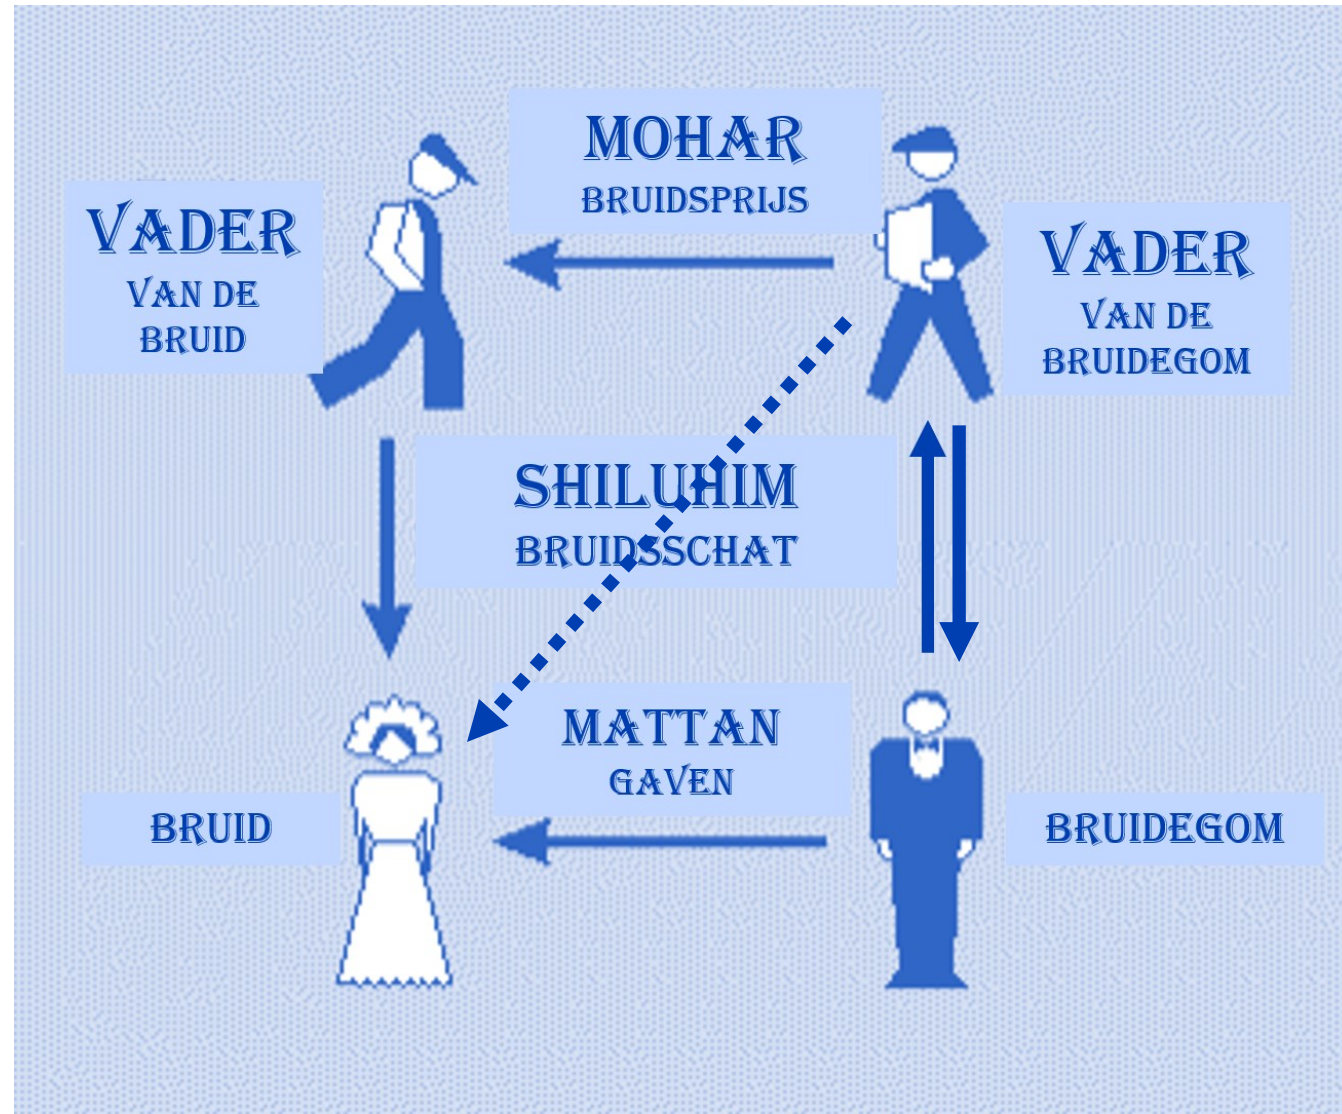 MOHAR
BRUIDSPRIJS
VADER
VAN DE
BRUID
VADER
VAN DE
BRUIDEGOM
SHILUHIM
BRUIDSSCHAT
MATTAN
GAVEN
BRUID
BRUIDEGOM